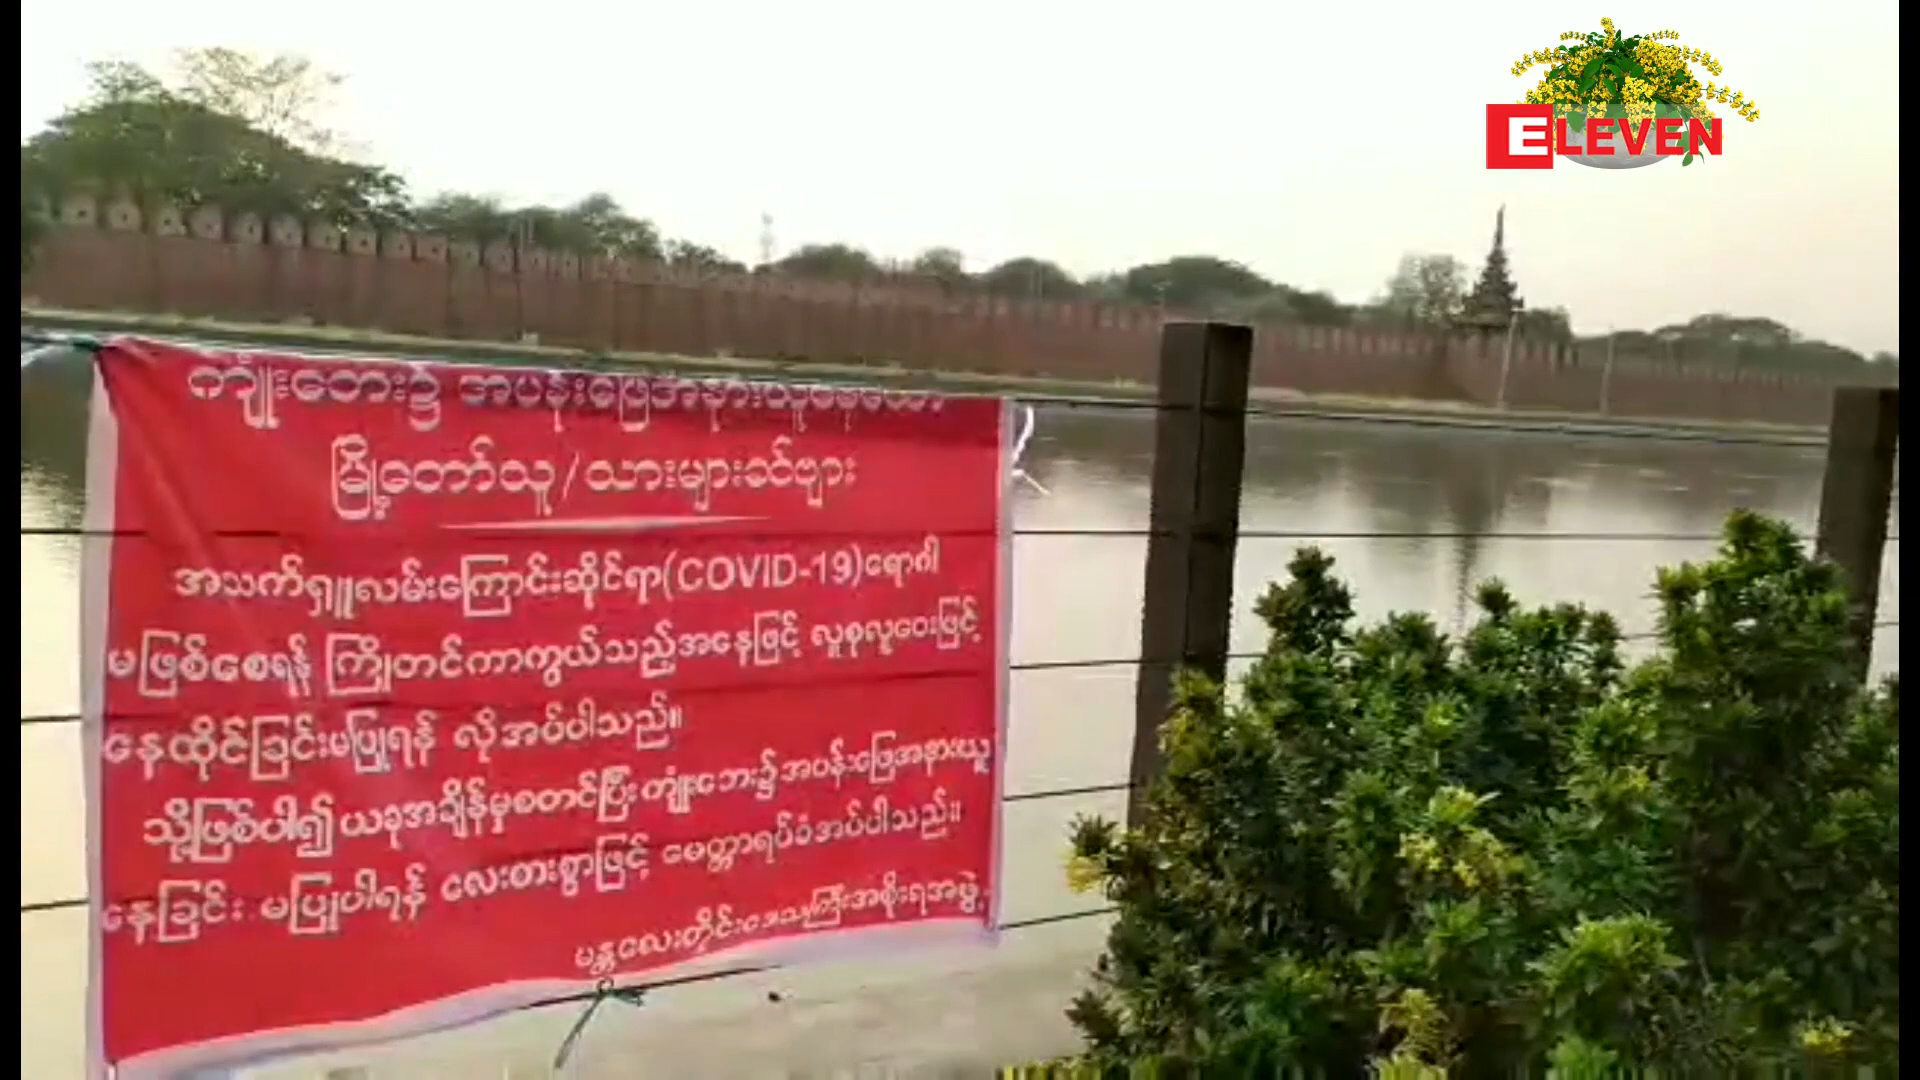 ELEVEN
ကျုံးဘေး၌ အပန်းဖြေအနားယူနေသော
မြို့တော်သူ/သားများခင်ဗျား
အသက်ရှူလမ်းကြောင်းဆိုင်ရာ(COVID-19)ရောဂါ
မဖြစ်စေရန် ကြိုတင်ကာကွယ်သည့်အနေဖြင့် လူစုလူဝေးဖြင့်
နေထိုင်ခြင်းမပြုရန် လိုအပ်ပါသည်။
သို့ဖြစ်ပါ၍ ယခုအချိန်မှစတင်ပြီး ကျုံးဘေး၌ အပန်းဖြေအနားယူ
နေခြင်း မပြုပါရန် လေးစားစွာဖြင့် မေတ္တာရပ်ခံအပ်ပါသည်။
မန္တလေးတိုင်းဒေသကြီးအစိုးရအဖွဲ့